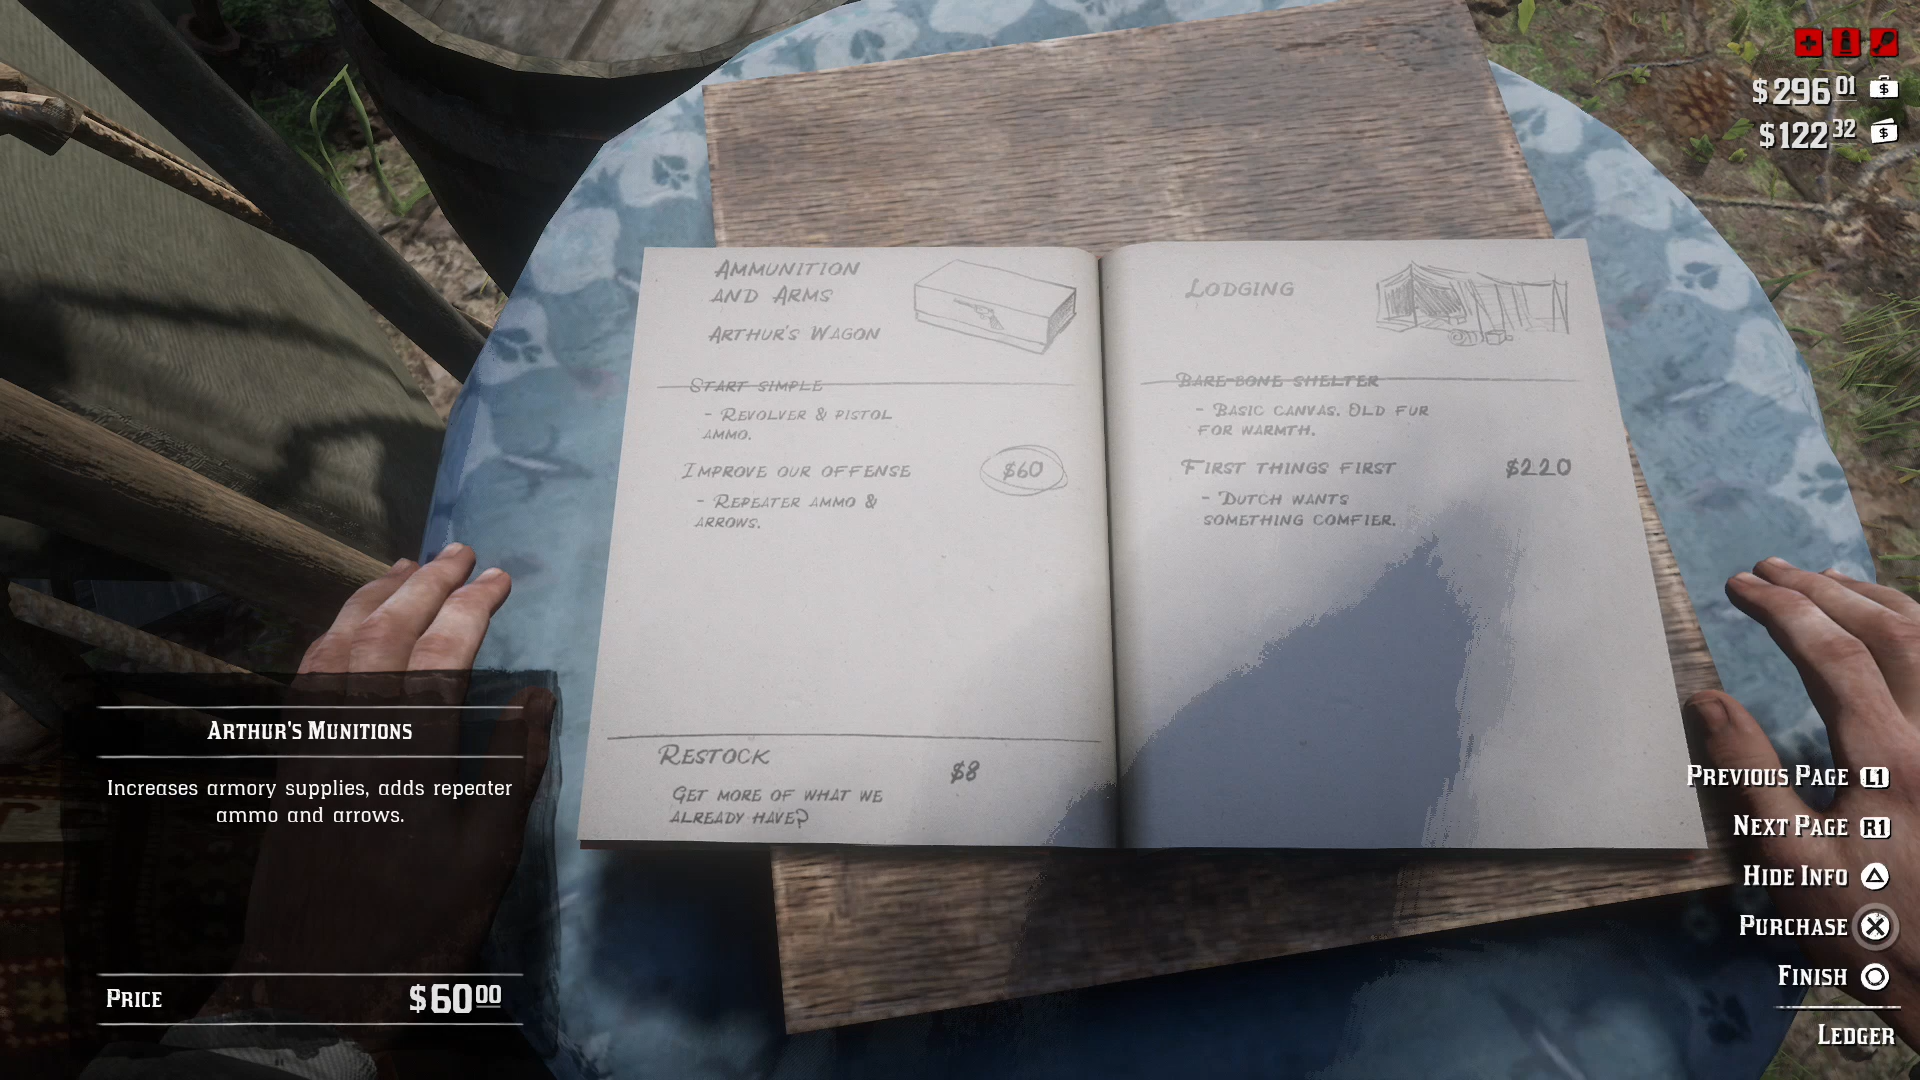 $296 01
$122 32
AMMUNITION
AND ARMS
ARTHUR'S WAGON
START SIMPLE
- REVOLVER & PISTOL
AMMO.
IMPROVE OUR OFFENSE $60
- REPEATER AMMO &
ARROWS.
RESTOCK $8
GET MORE OF WHAT WE
ALREADY HAVE?
LODGING
BARE-BONE SHELTER
- BASIC CANVAS. OLD FUR
FOR WARMTH.
FIRST THINGS FIRST $220
- DUTCH WANTS
SOMETHING COMFIER.
ARTHUR'S MUNITIONS
Increases armory supplies, adds repeater
ammo and arrows.
PRICE $60 00
PREVIOUS PAGE L1
NEXT PAGE R1
HIDE INFO
PURCHASE
FINISH
LEDGER